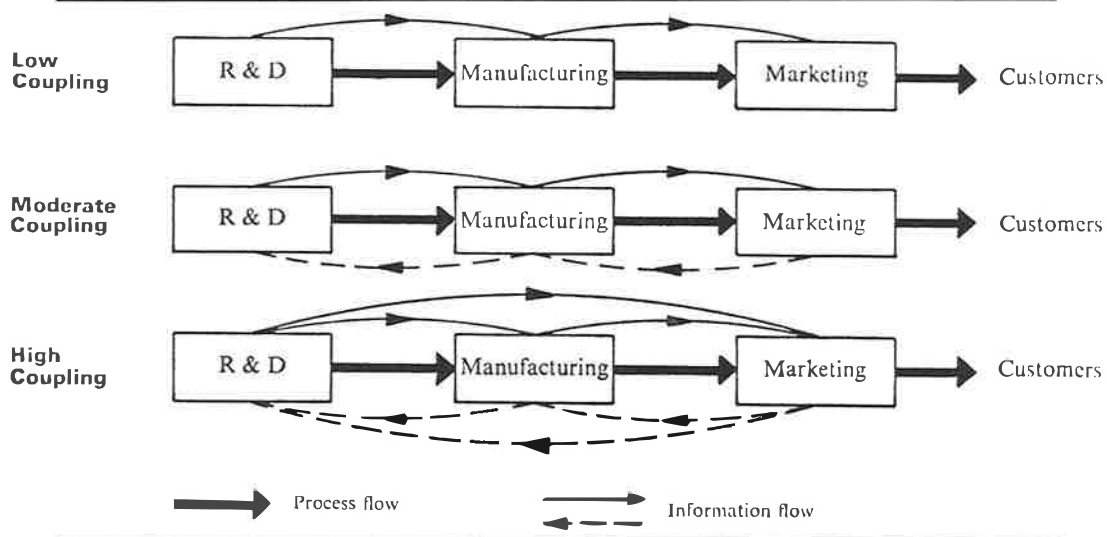 Low
Coupling
R & D
Manufacturing
Marketing
Customers
Moderate
Coupling
R & D
Manufacturing
Marketing
Customers
High
Coupling
R & D
Manufacturing
Marketing
Customers
Process flow
Information flow